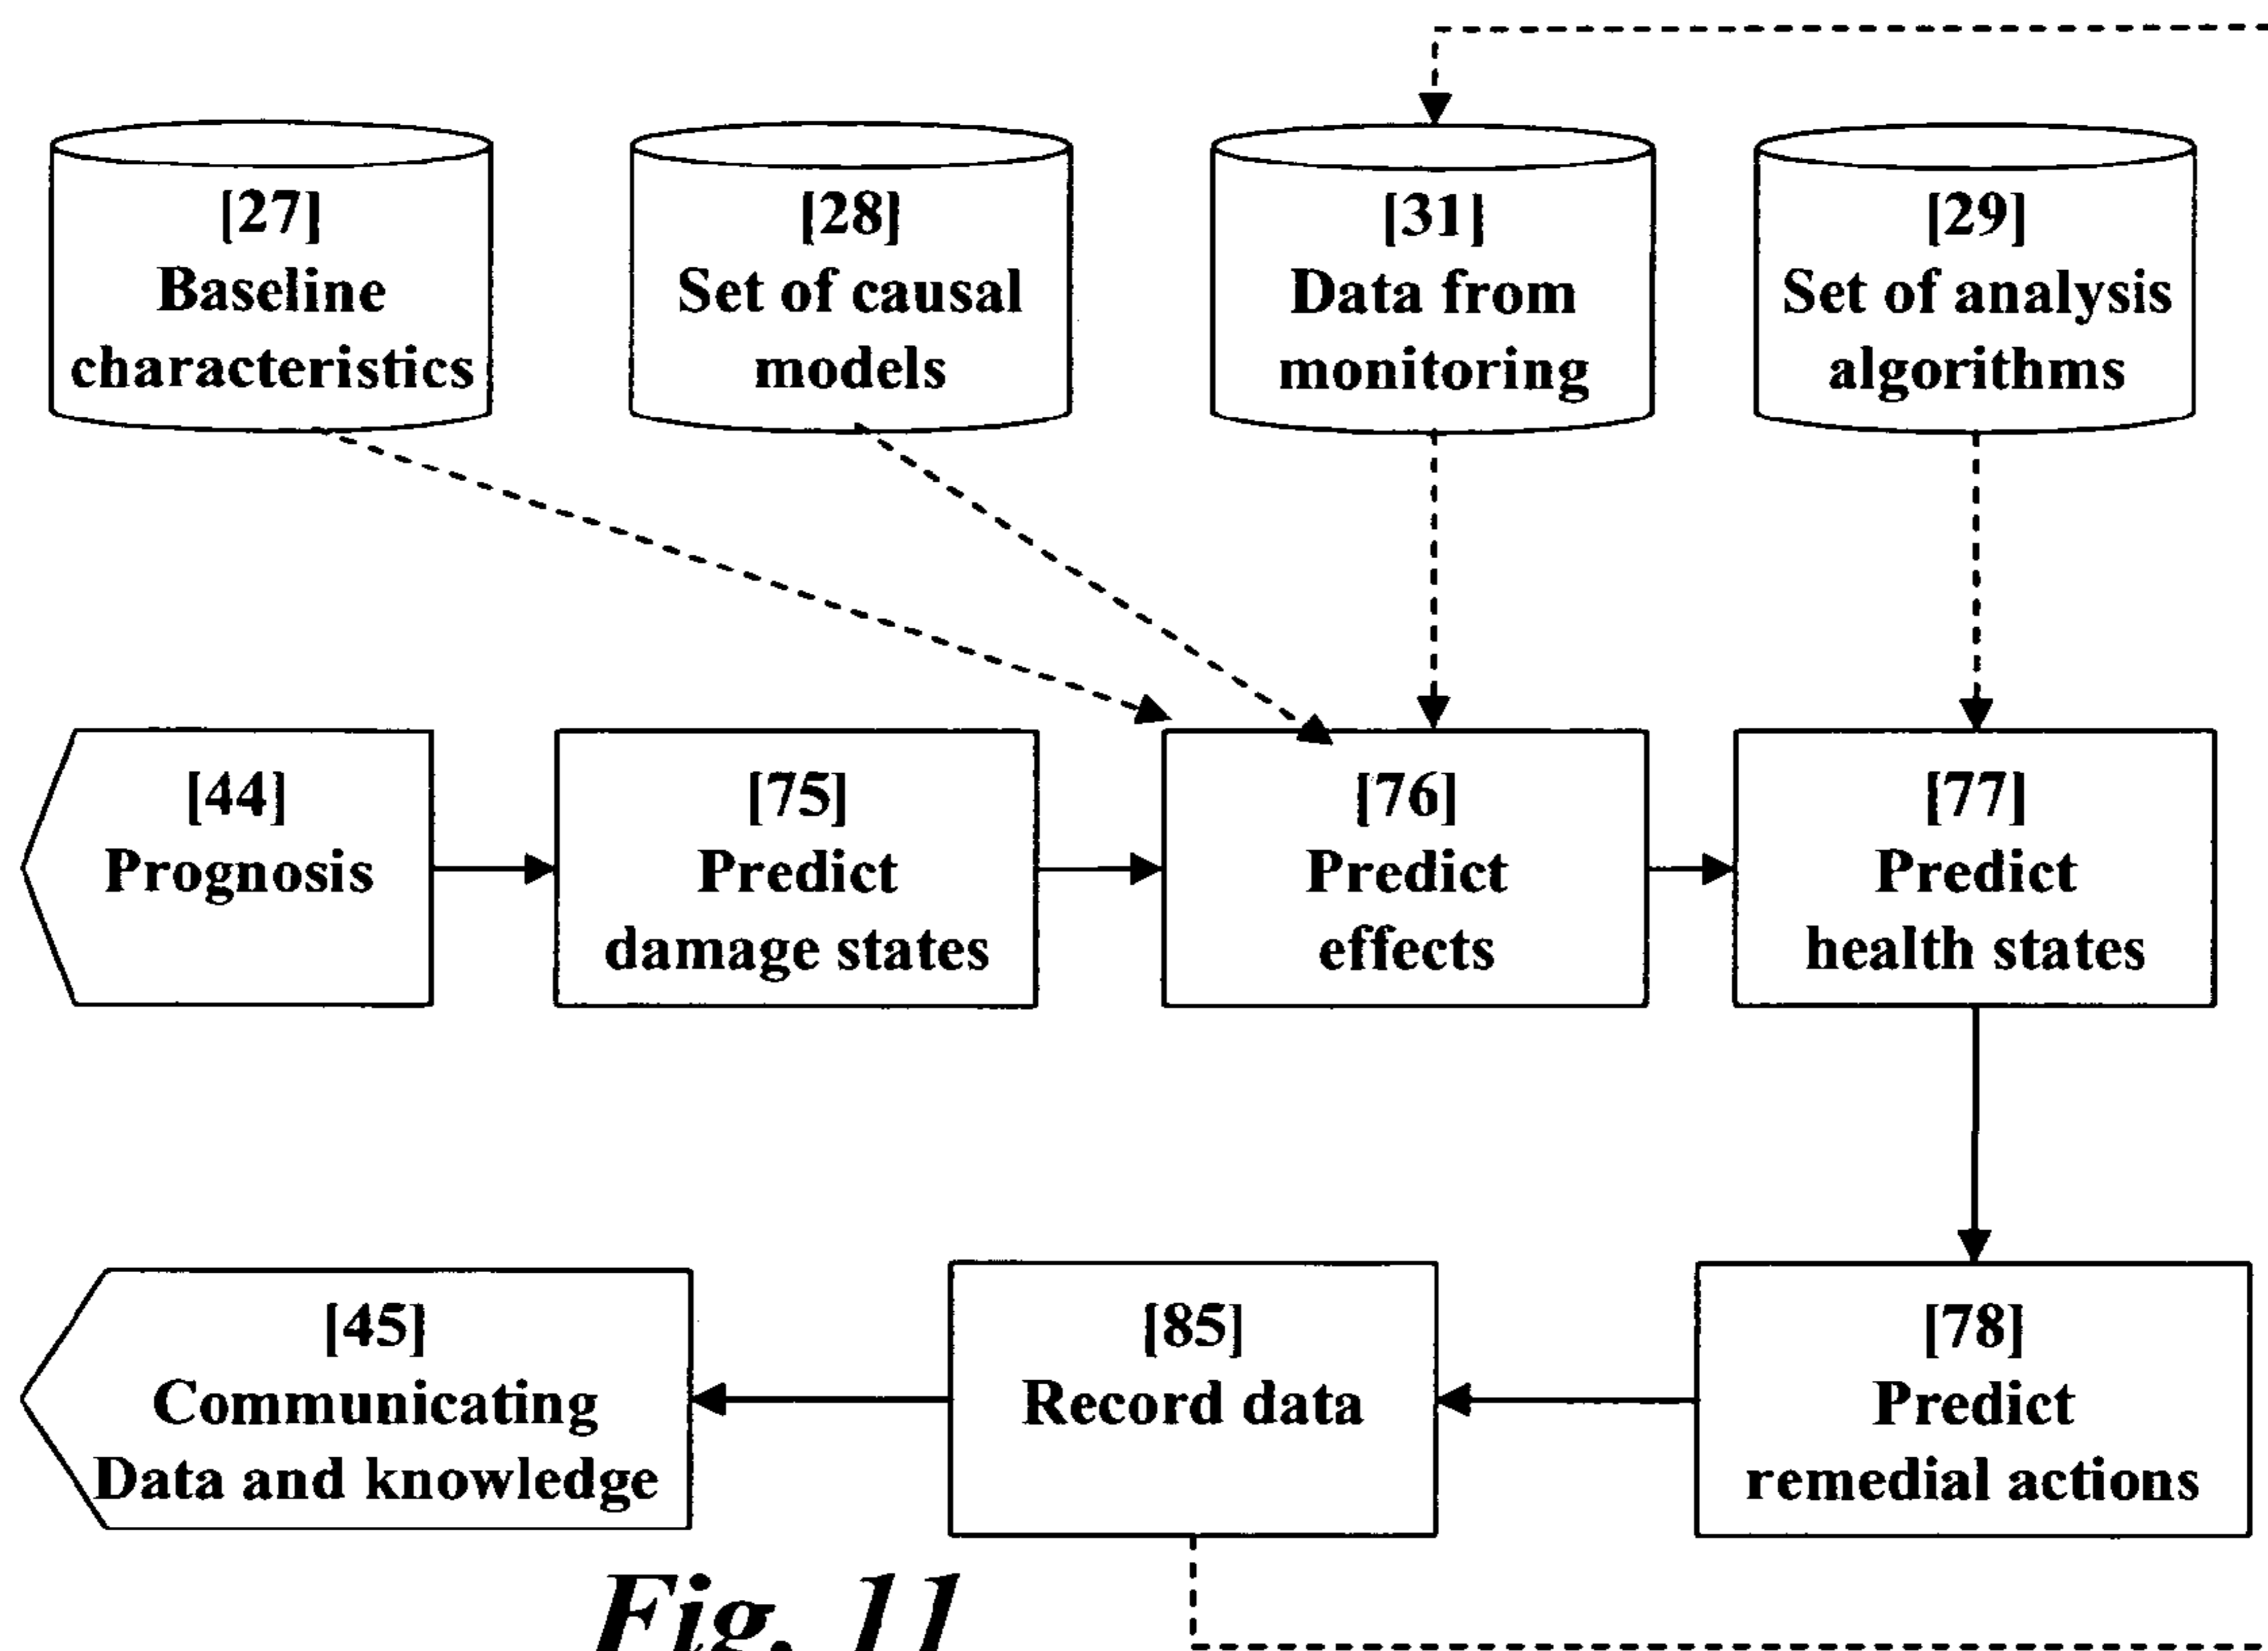 [27]
Baseline
characteristics
[28]
Set of causal
models
[31]
Data from
monitoring
[29]
Set of analysis
algorithms
[44]
Prognosis
[75]
Predict
damage states
[76]
Predict
effects
[77]
Predict
health states
[45]
Communicating
Data and knowledge
[85]
Record data
[78]
Predict
remedial actions
Fig. 11